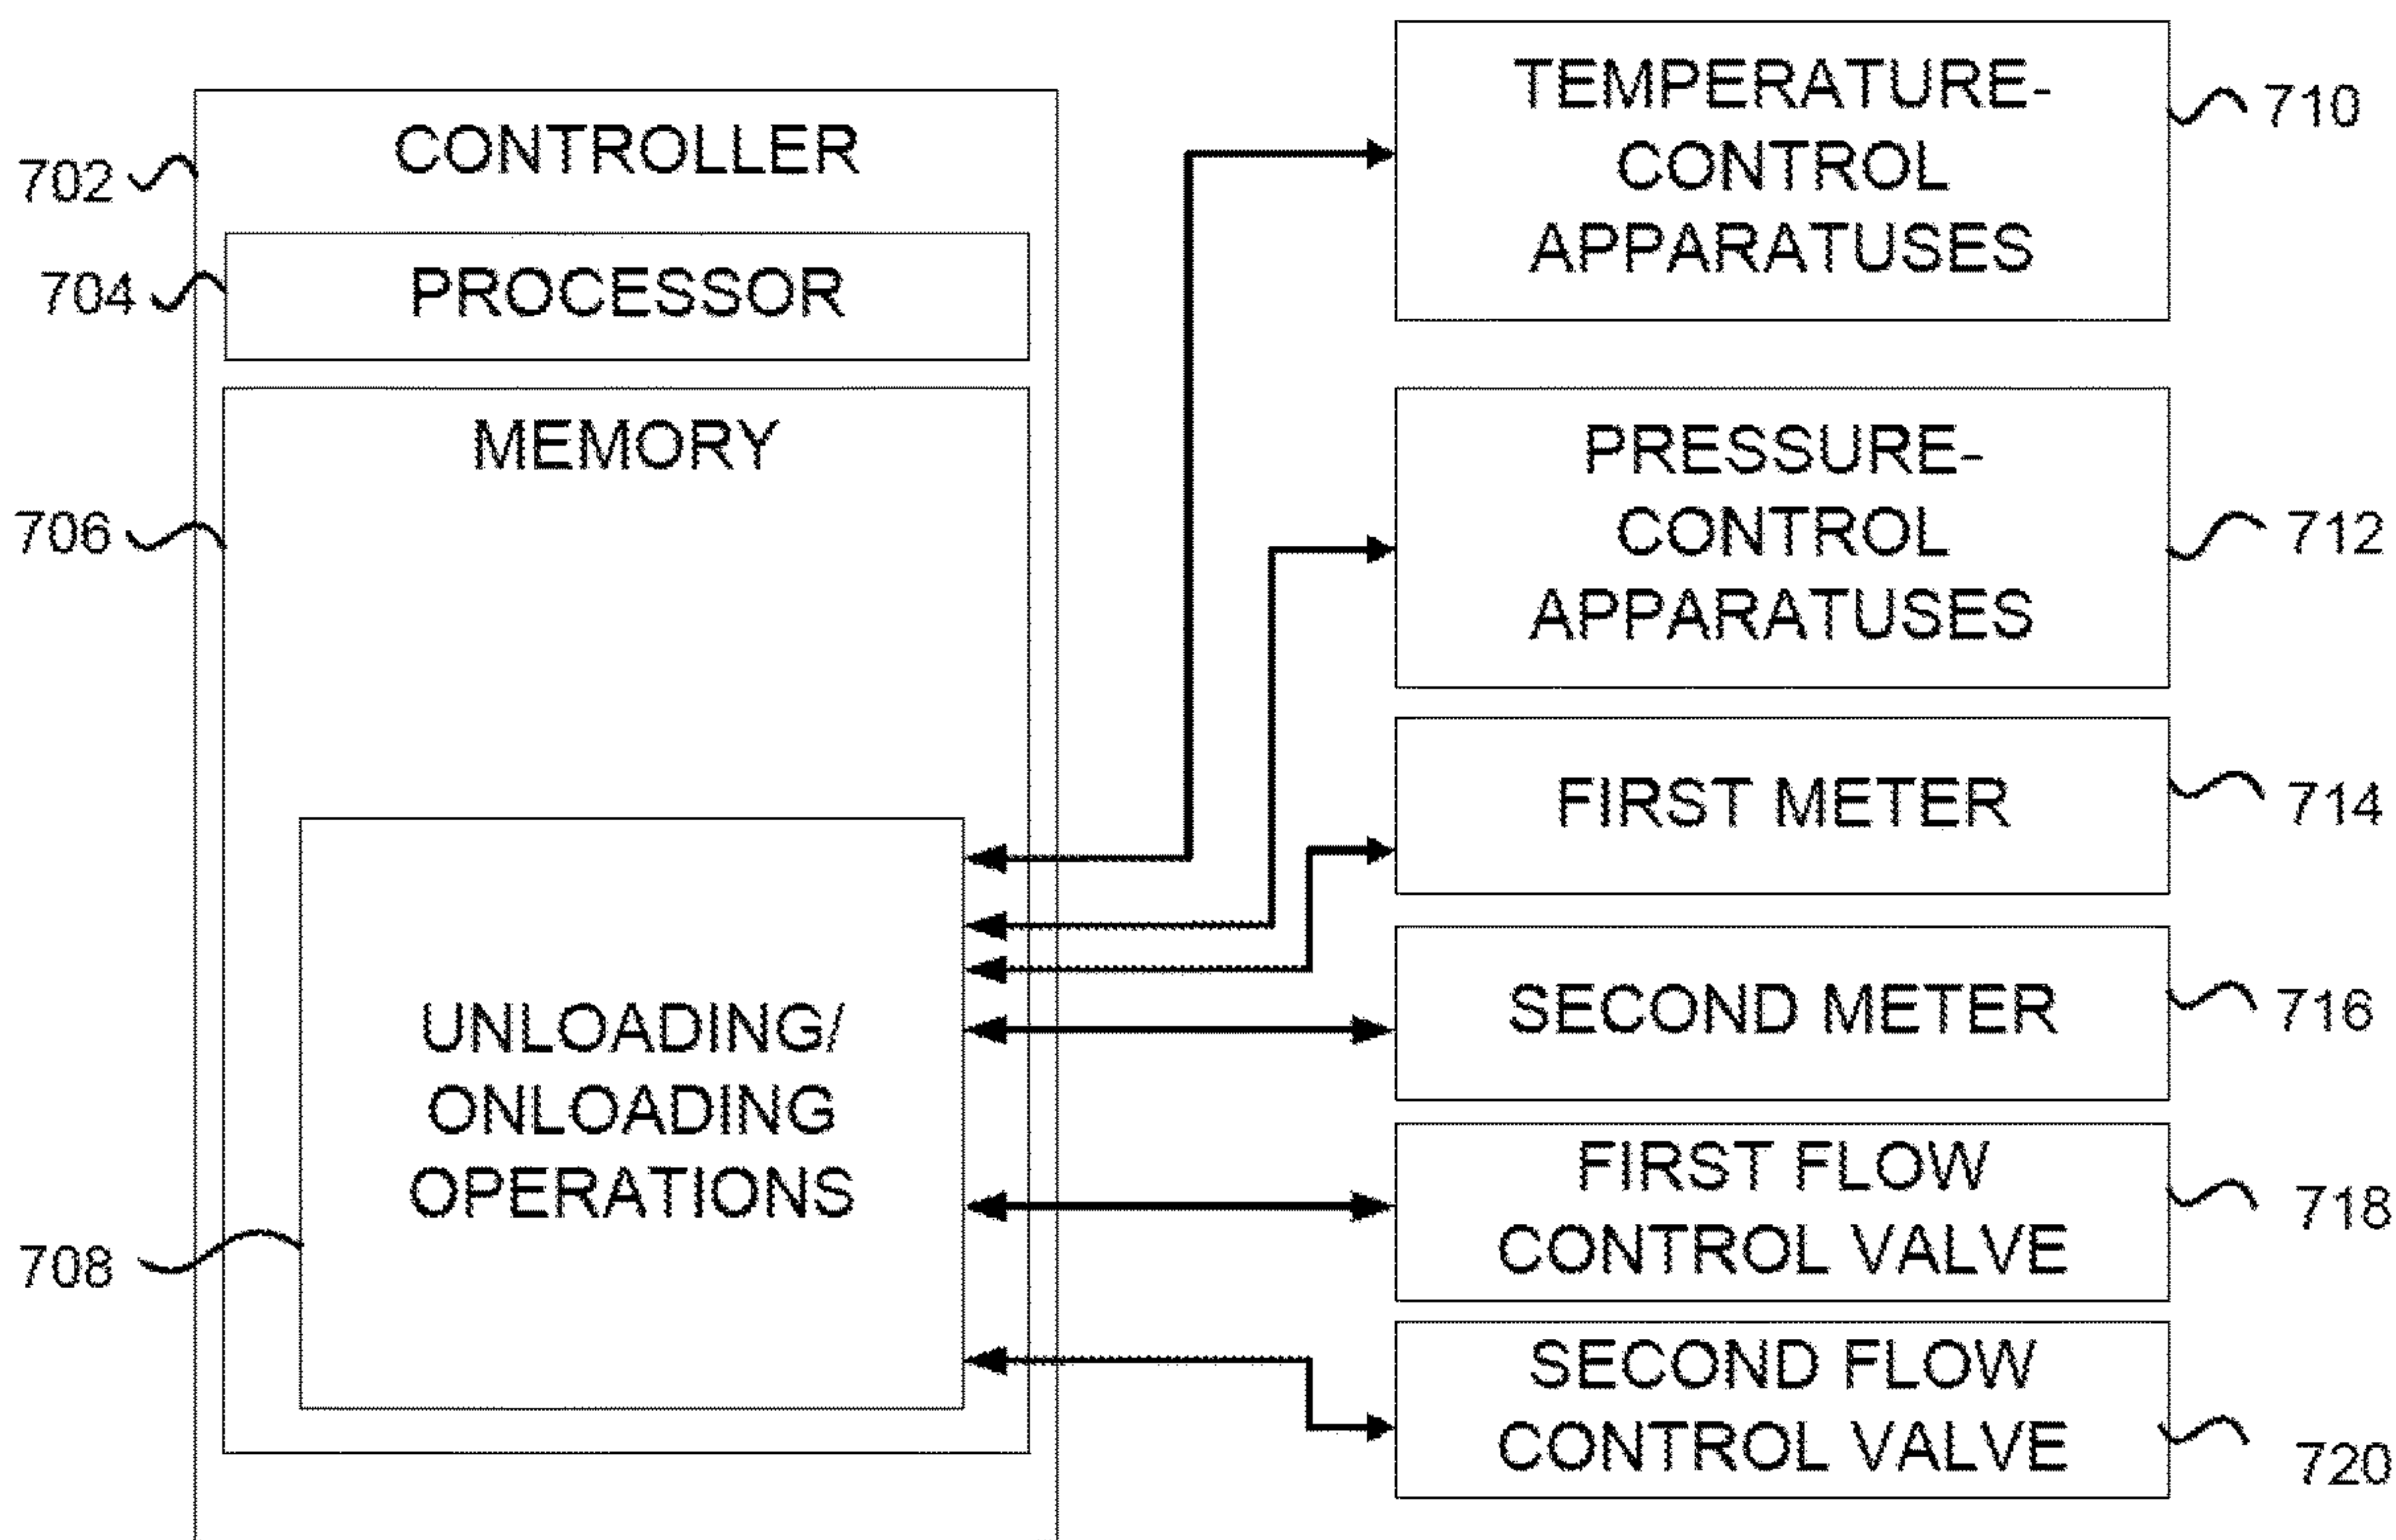 702
CONTROLLER
704
PROCESSOR
706
MEMORY
708
UNLOADING/
ONLOADING
OPERATIONS
TEMPERATURE-
CONTROL
APPARATUSES
710
PRESSURE-
CONTROL
APPARATUSES
712
FIRST METER
714
SECOND METER
716
FIRST FLOW
CONTROL VALVE
718
SECOND FLOW
CONTROL VALVE
720